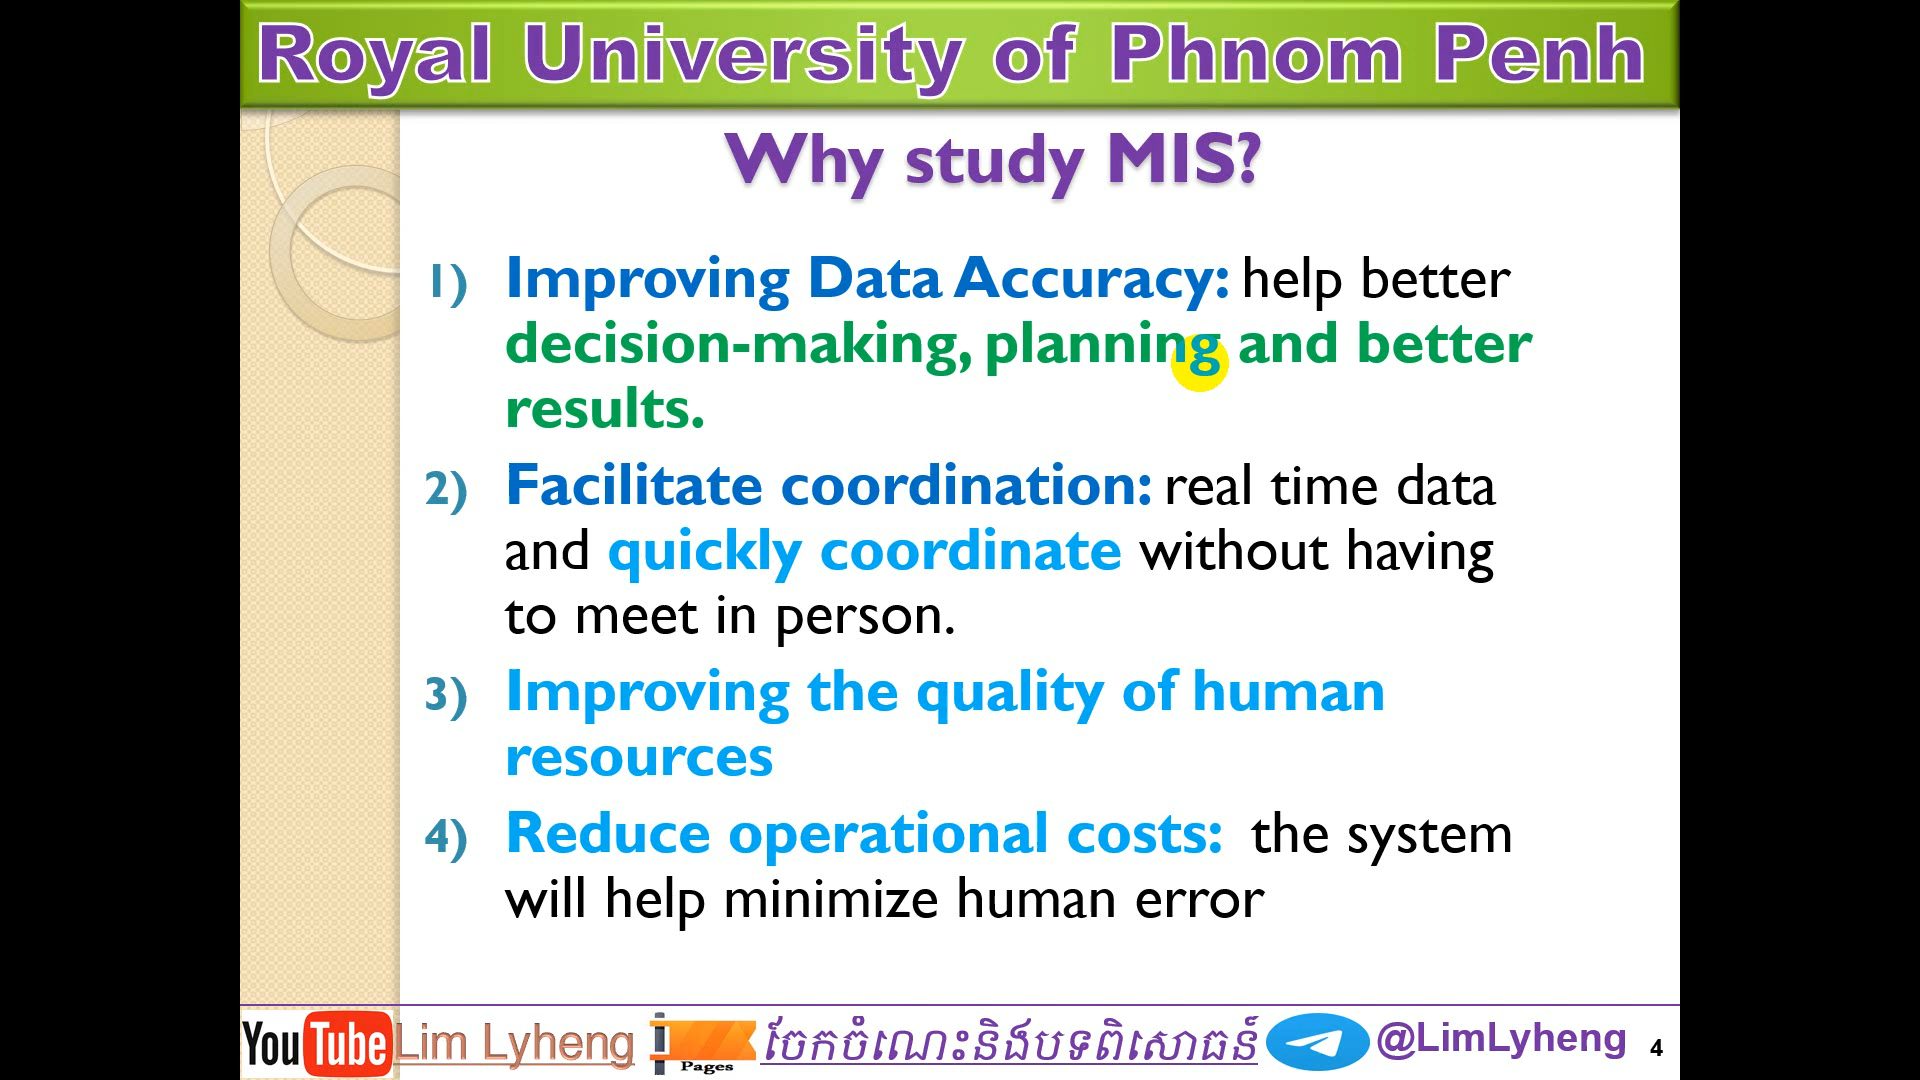 Royal University of Phnom Penh
Why study MIS?
1) Improving Data Accuracy: help better
decision-making, planning and better
results.
2) Facilitate coordination: real time data
and quickly coordinate without having
to meet in person.
3) Improving the quality of human
resources
4) Reduce operational costs: the system
will help minimize human error
YouTube Lim Lyheng Pages ចែកចំណេះនិងបទពិសោធន៍ @LimLyheng 4